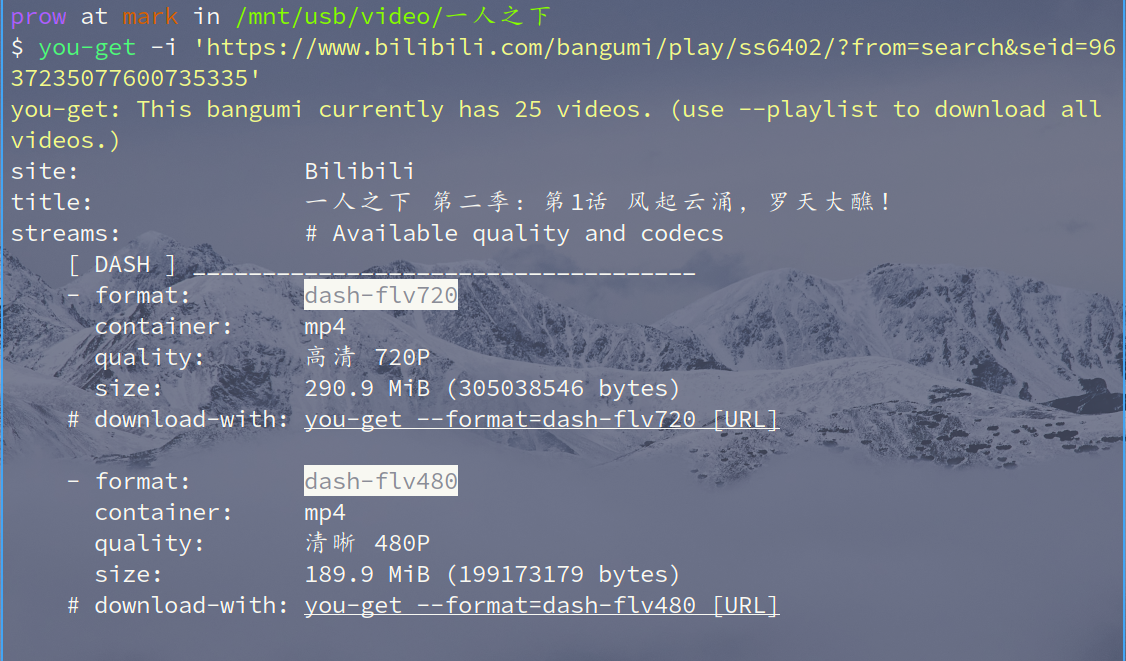 prow at mark in /mnt/usb/video/一人之下
$ you-get -i 'https://www.bilibili.com/bangumi/play/ss6402/?from=search&seid=96
37235077600735335'
you-get: This bangumi currently has 25 videos. (use --playlist to download all
videos.)
site: Bilibili
title: 一人之下 第二季：第1话 风起云涌，罗天大醮！
streams: # Available quality and codecs
[ DASH ] ____________________________________
- format: dash-flv720
container: mp4
quality: 高清 720P
size: 290.9 MiB (305038546 bytes)
# download-with: you-get --format=dash-flv720 [URL]
- format: dash-flv480
container: mp4
quality: 清晰 480P
size: 189.9 MiB (199173179 bytes)
# download-with: you-get --format=dash-flv480 [URL]